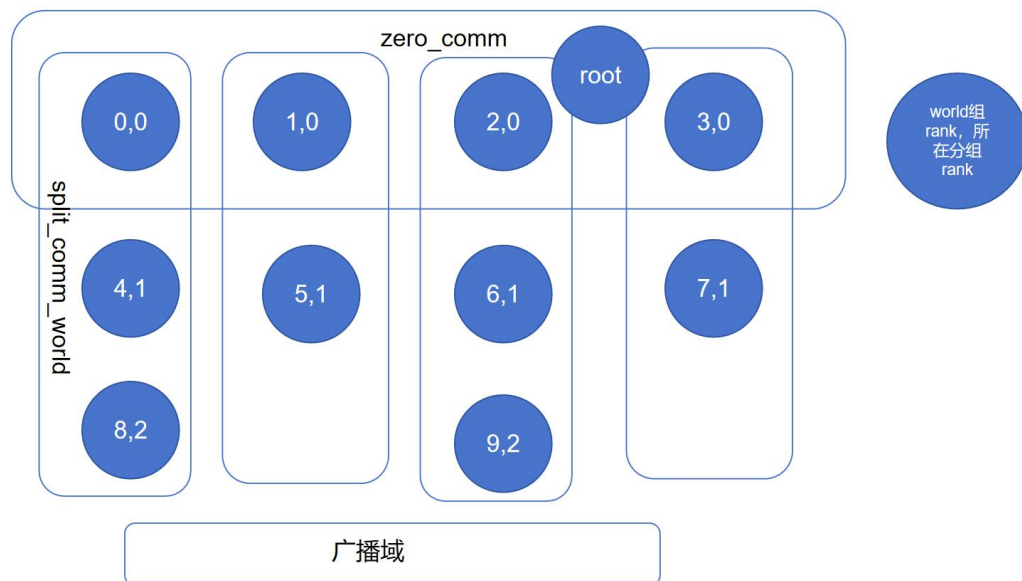 zero_comm
root
0,0
1,0
2,0
3,0
world组
rank，所
在分组
rank
split_comm_world
4,1
5,1
6,1
7,1
8,2
9,2
广播域